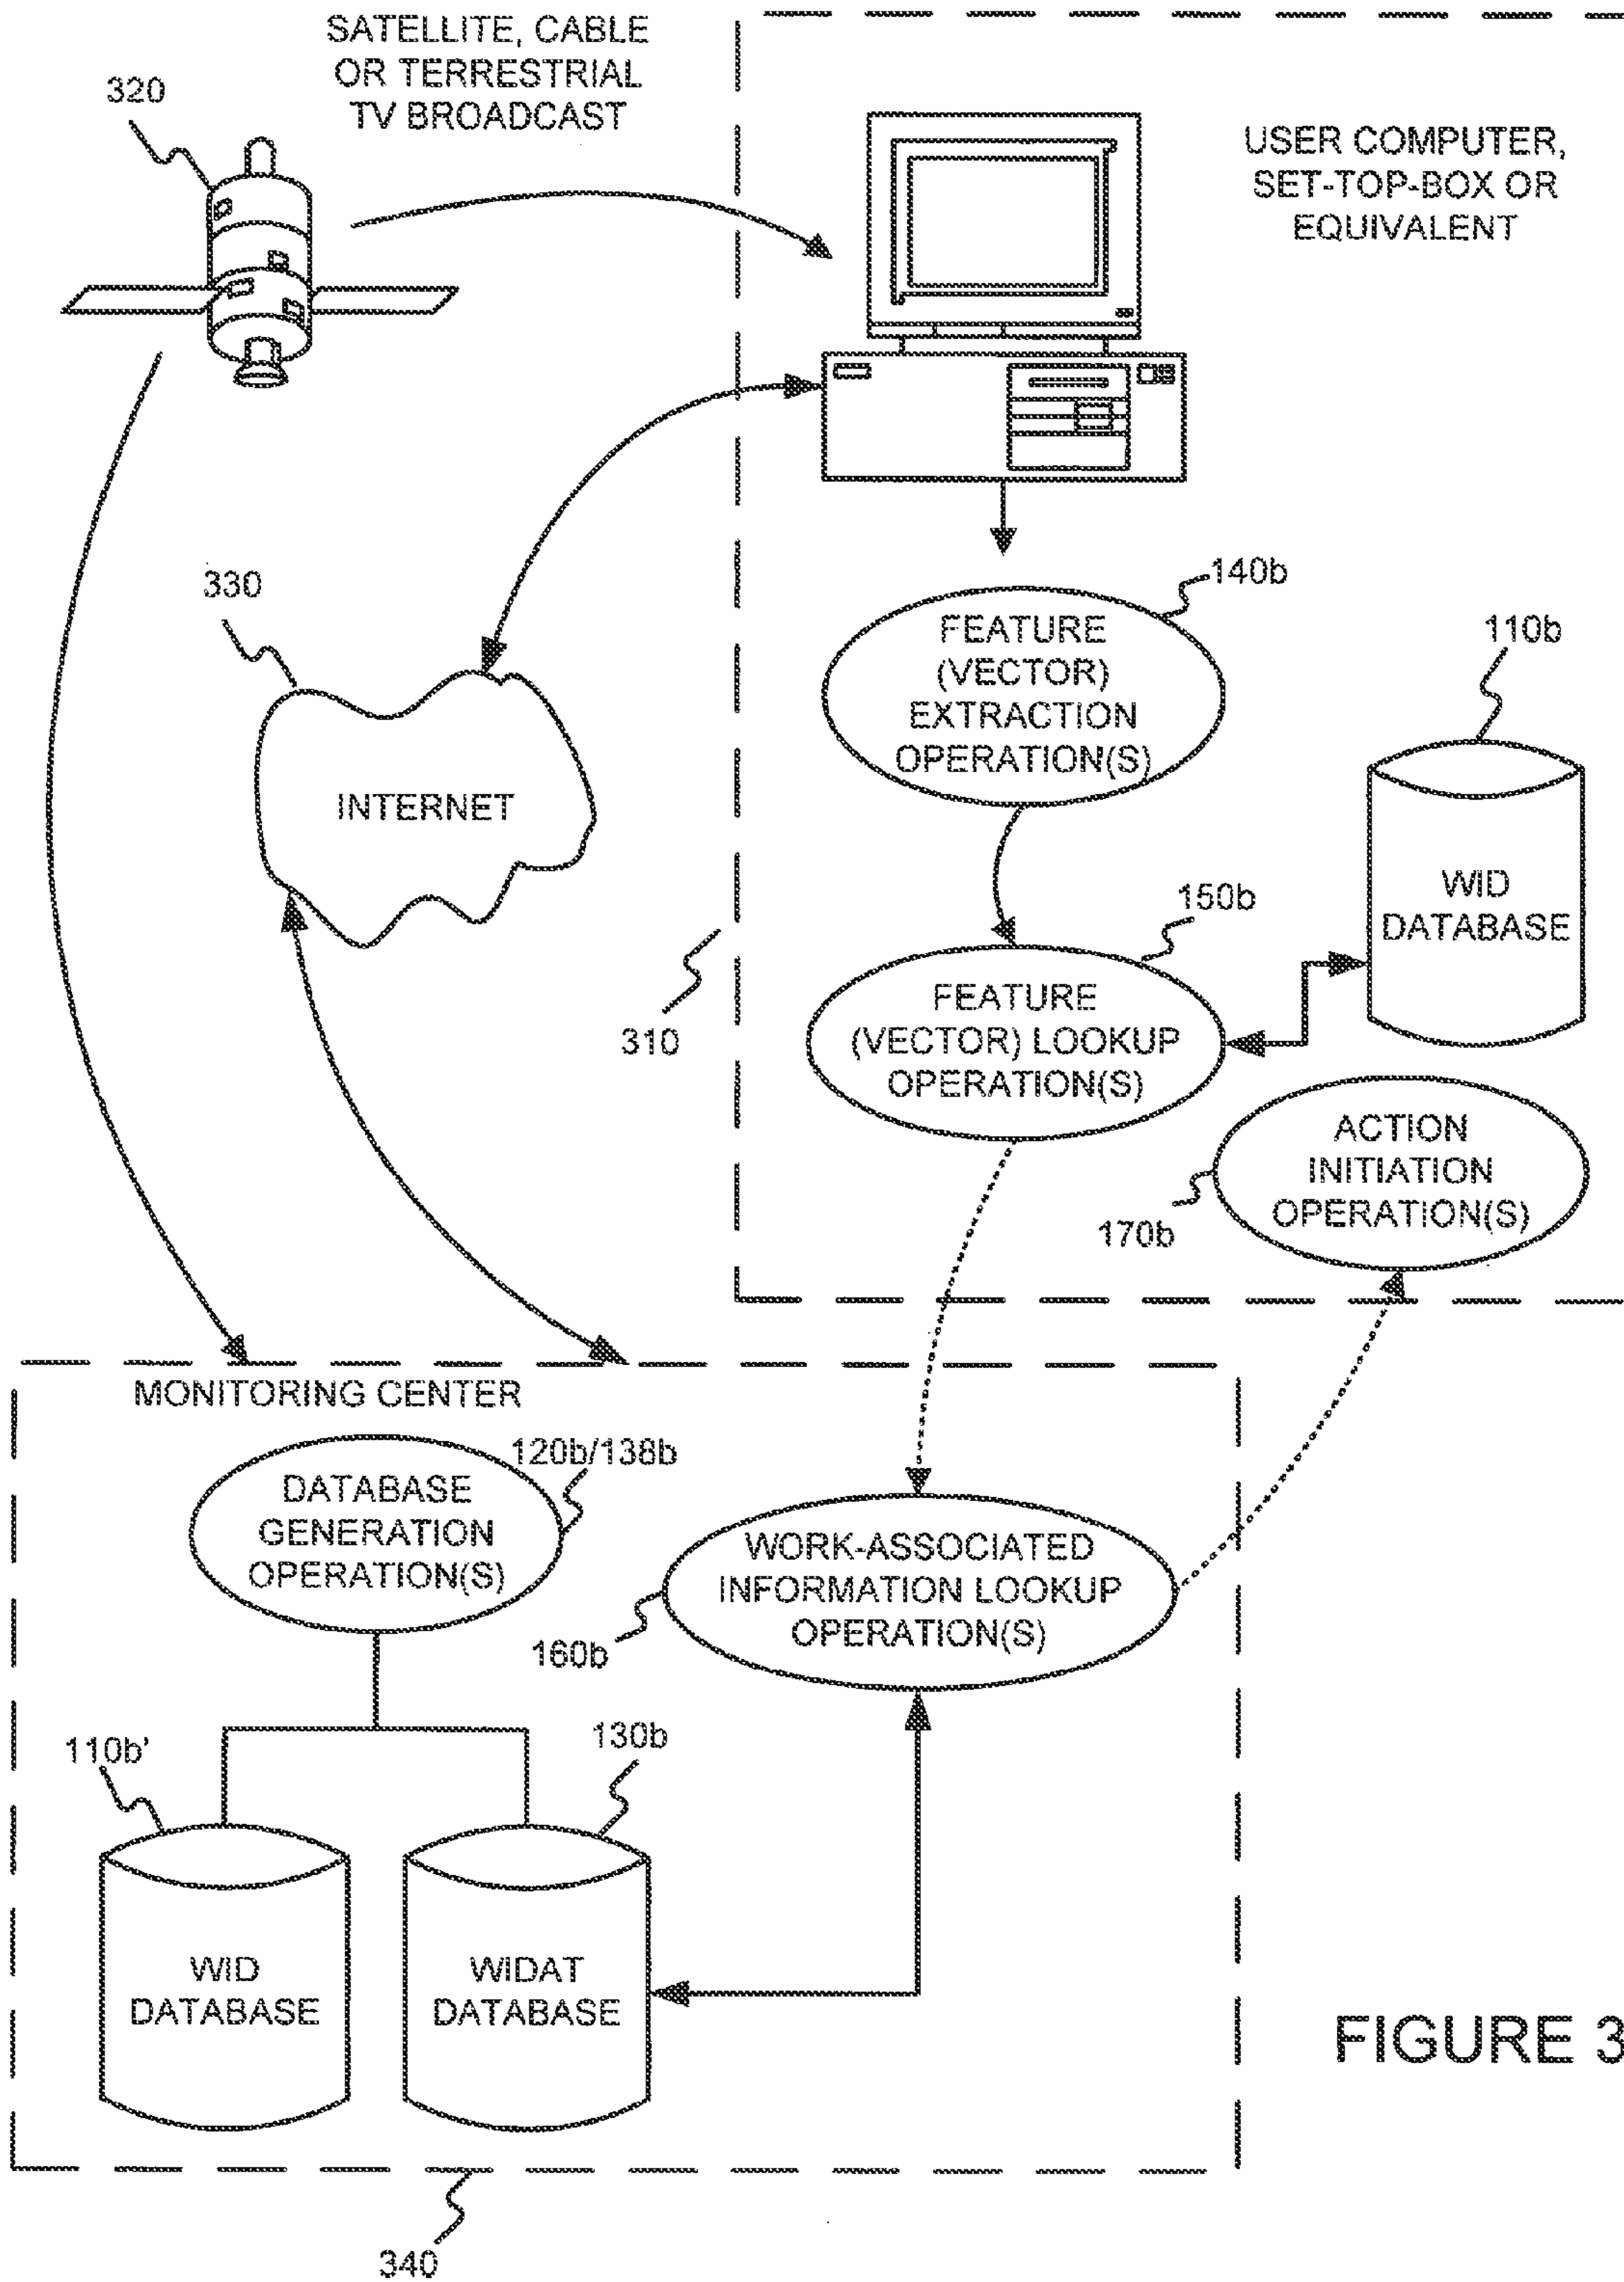 SATELLITE, CABLE
OR TERRESTRIAL
TV BROADCAST
320
USER COMPUTER,
SET-TOP-BOX OR
EQUIVALENT
330
INTERNET
140b
FEATURE
(VECTOR)
EXTRACTION
OPERATION(S)
110b
WID
DATABASE
150b
FEATURE
(VECTOR) LOOKUP
OPERATION(S)
310
ACTION
INITIATION
OPERATION(S)
170b
MONITORING CENTER
120b/138b
DATABASE
GENERATION
OPERATION(S)
WORK-ASSOCIATED
INFORMATION LOOKUP
OPERATION(S)
160b
110b'
130b
WID
DATABASE
WIDAT
DATABASE
FIGURE 3
340